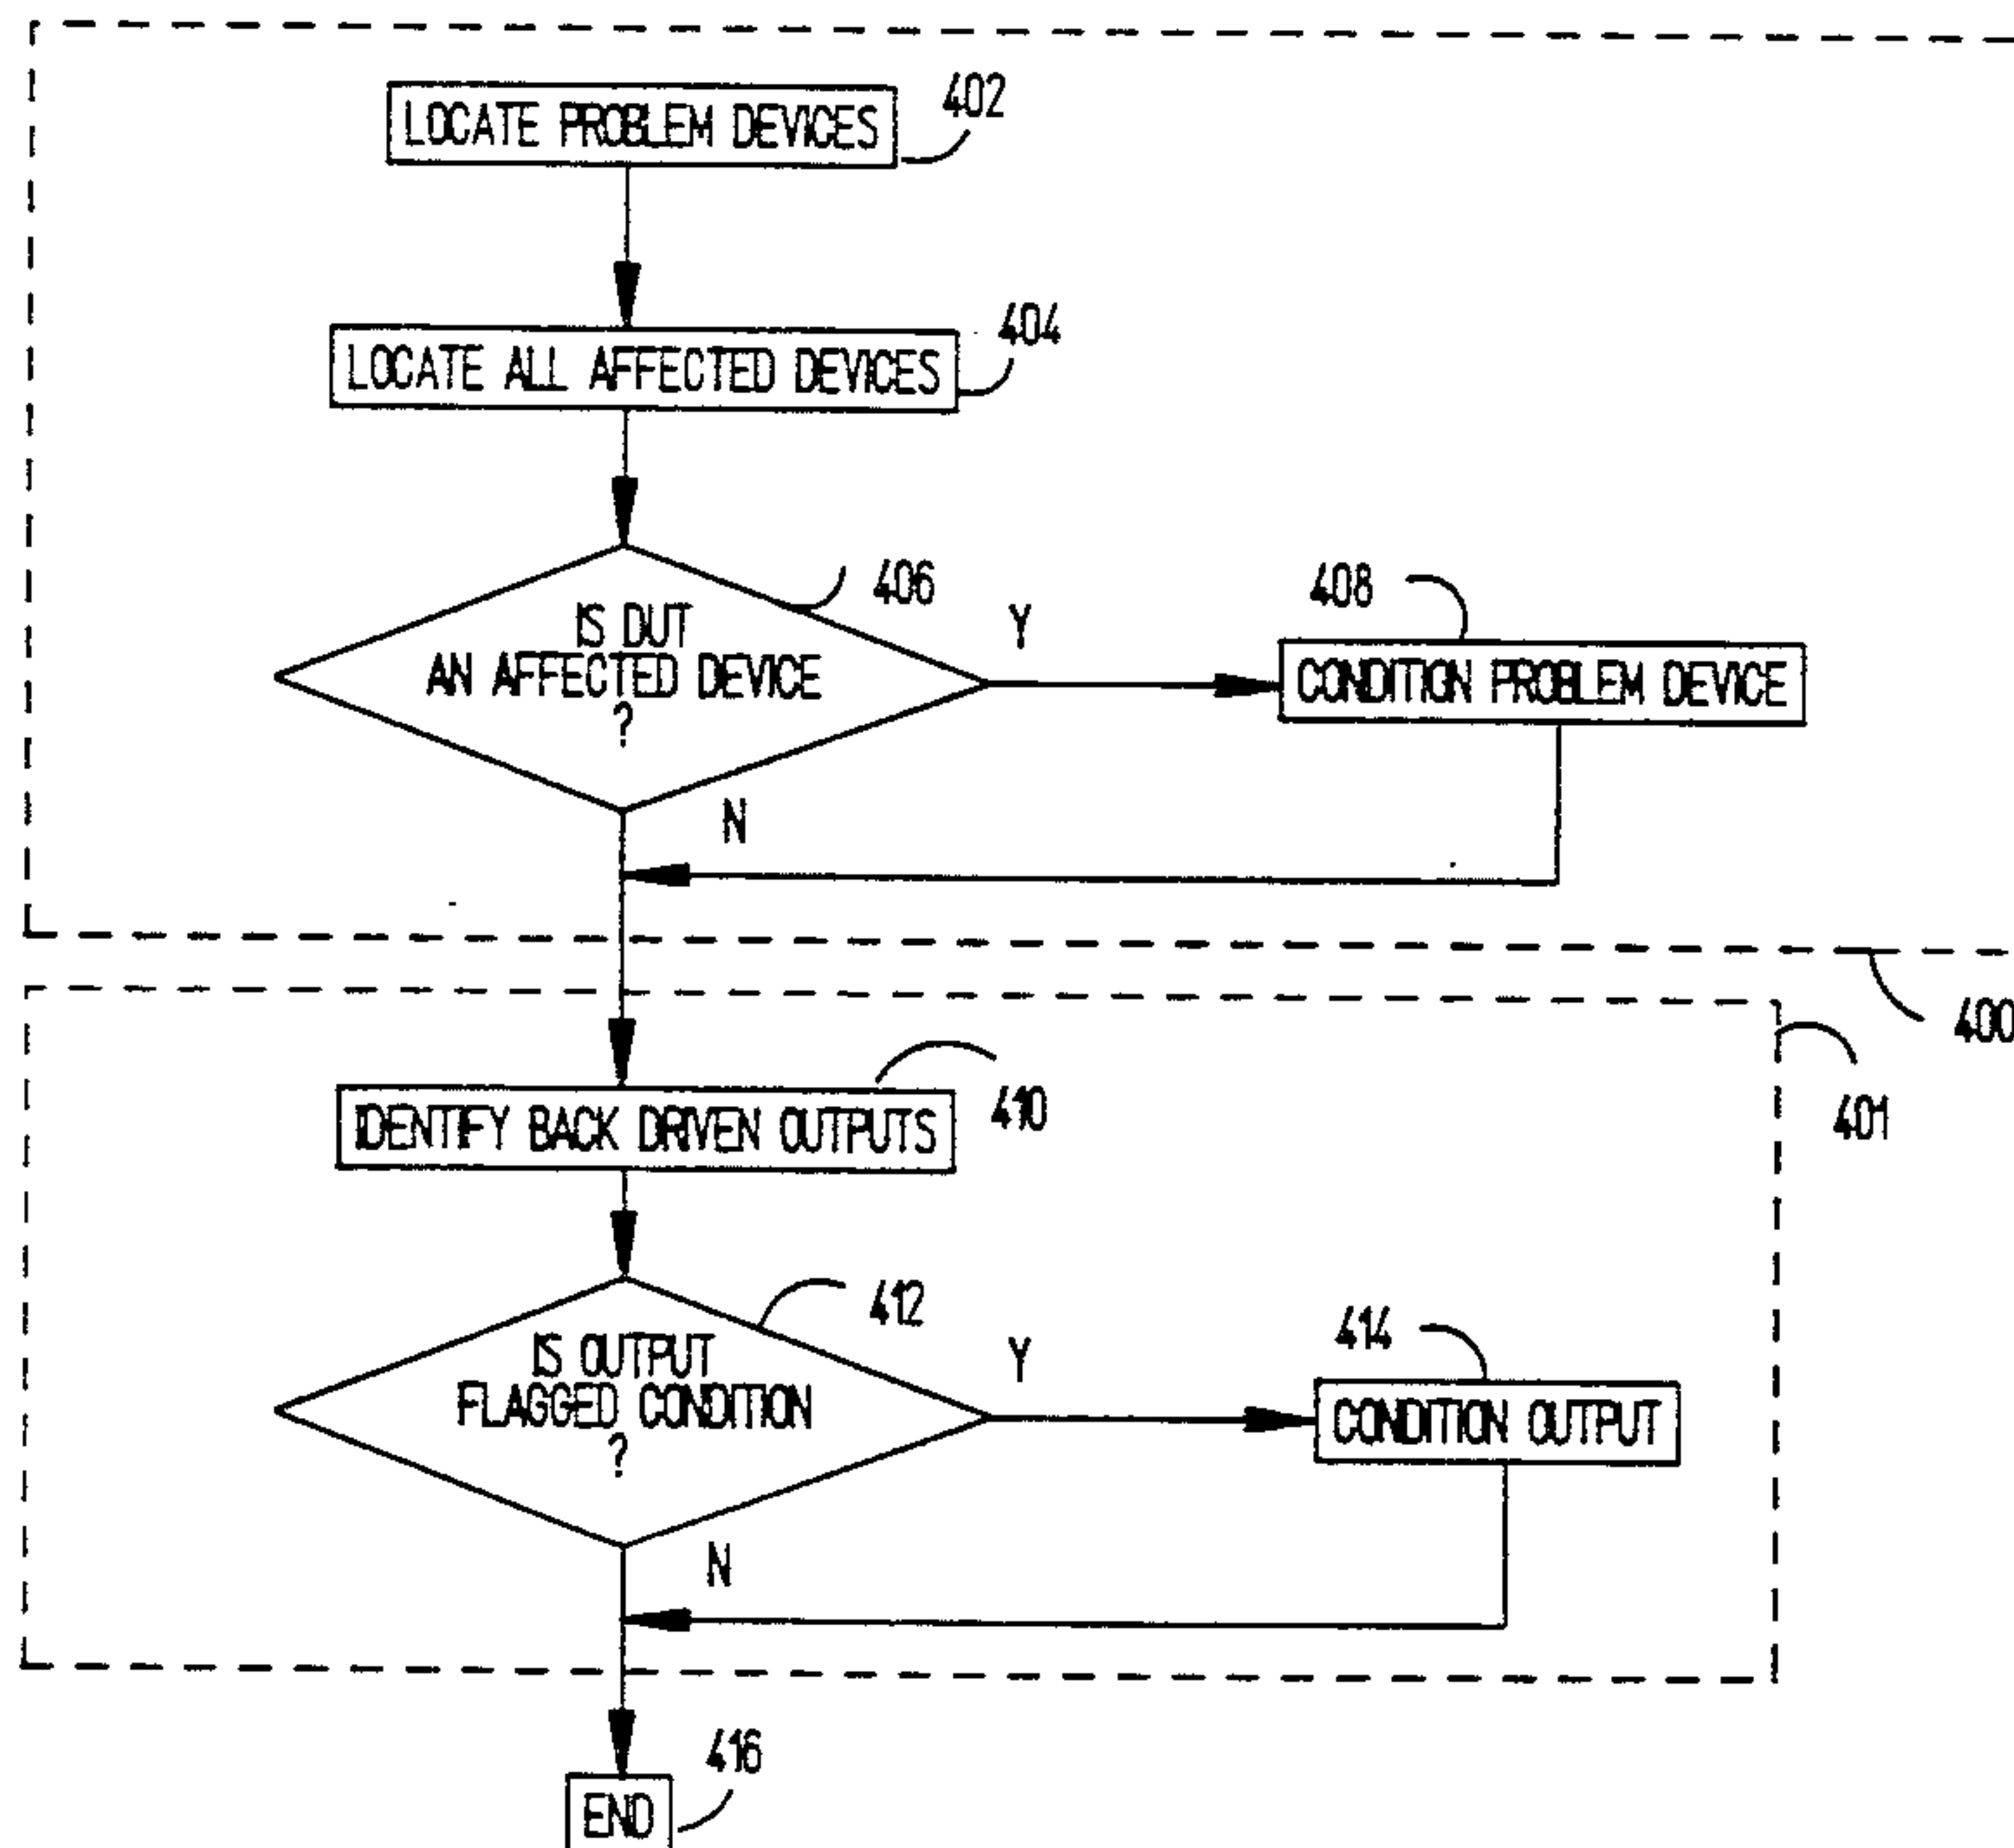 402
LOCATE PROBLEM DEVICES
404
LOCATE ALL AFFECTED DEVICES
406
IS DUT
AN AFFECTED DEVICE
?
Y
408
CONDITION PROBLEM DEVICE
N
400
401
410
IDENTIFY BACK DRIVEN OUTPUTS
412
IS OUTPUT
FLAGGED CONDITION
?
Y
414
CONDITION OUTPUT
N
416
END